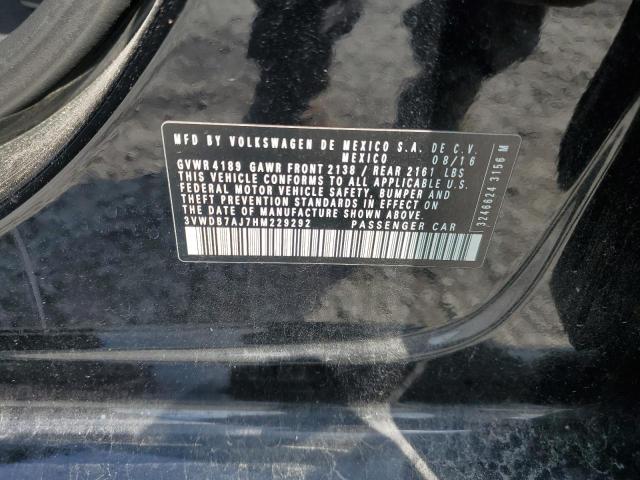 MFD BY VOLKSWAGEN DE MEXICO S.A. DE C.V.
MEXICO 08/16
GVWR 4189 GAWR FRONT 2138 / REAR 2161 LBS
THIS VEHICLE CONFORMS TO ALL APPLICABLE U.S.
FEDERAL MOTOR VEHICLE SAFETY, BUMPER AND
THEFT PREVENTION STANDARDS IN EFFECT ON THE
DATE OF MANUFACTURE SHOWN ABOVE.
3VWDB7AJ7HM229292 PASSENGER CAR
3246624 3156 M